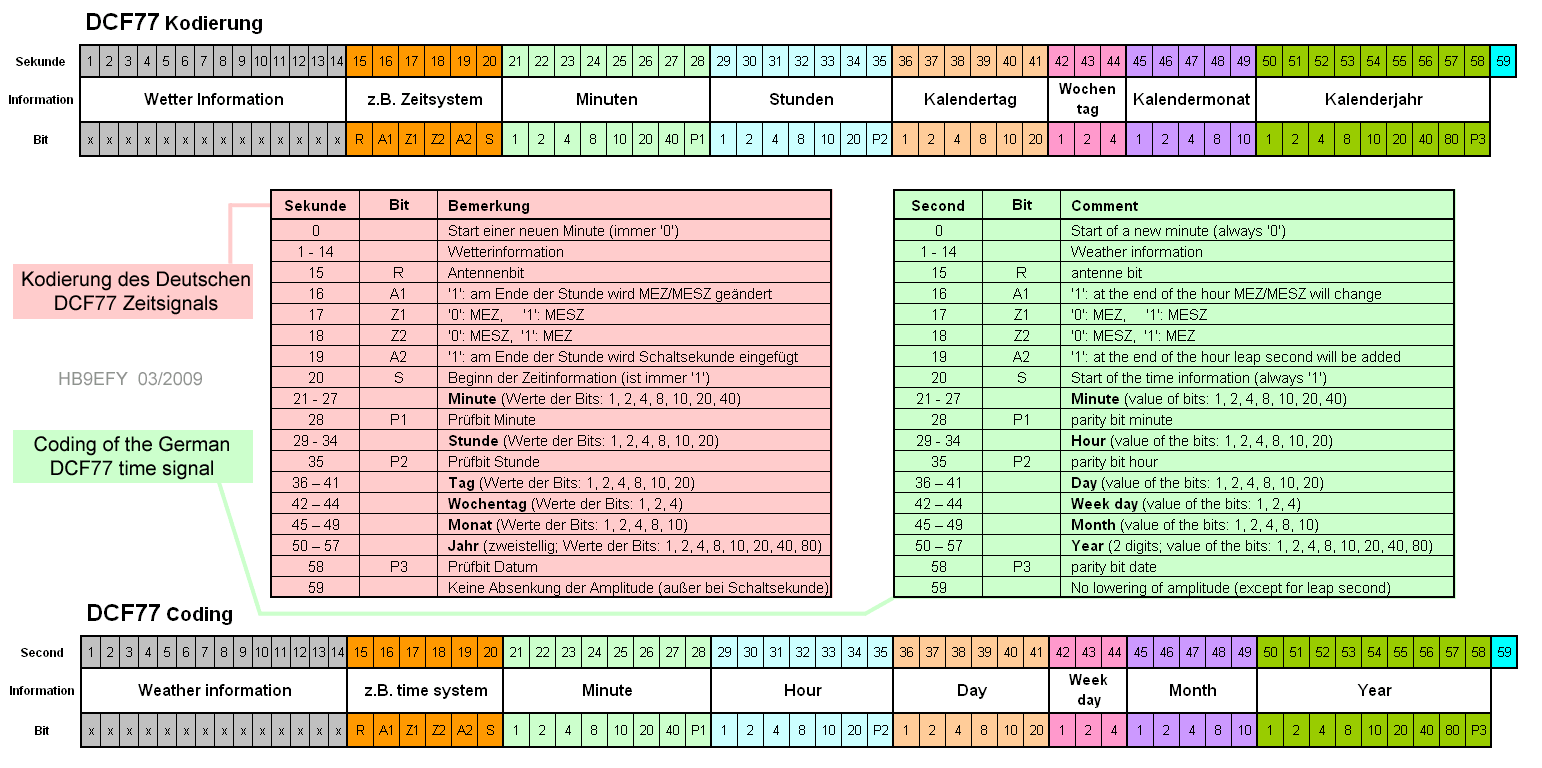 DCF77 Kodierung
Sekunde 1 2 3 4 5 6 7 8 9 10 11 12 13 14 15 16 17 18 19 20 21 22 23 24 25 26 27 28 29 30 31 32 33 34 35 36 37 38 39 40 41 42 43 44 45 46 47 48 49 50 51 52 53 54 55 56 57 58 59
Information Wetter Information z.B. Zeitsystem Minuten Stunden Kalendertag Wochen tag Kalendermonat Kalenderjahr
Bit x x x x x x x x x x x x x x R A1 Z1 Z2 A2 S 1 2 4 8 10 20 40 P1 1 2 4 8 10 20 P2 1 2 4 8 10 20 1 2 4 1 2 4 8 10 1 2 4 8 10 20 40 80 P3
Kodierung des Deutschen
DCF77 Zeitsignals
HB9EFY 03/2009
Coding of the German
DCF77 time signal
Sekunde Bit Bemerkung
0 Start einer neuen Minute (immer '0')
1 - 14 Wetterinformation
15 R Antennenbit
16 A1 '1': am Ende der Stunde wird MEZ/MESZ geändert
17 Z1 '0': MEZ, '1': MESZ
18 Z2 '0': MESZ, '1': MEZ
19 A2 '1': am Ende der Stunde wird Schaltsekunde eingefügt
20 S Beginn der Zeitinformation (ist immer '1')
21 - 27 Minute (Werte der Bits: 1, 2, 4, 8, 10, 20, 40)
28 P1 Prüfbit Minute
29 - 34 Stunde (Werte der Bits: 1, 2, 4, 8, 10, 20)
35 P2 Prüfbit Stunde
36 – 41 Tag (Werte der Bits: 1, 2, 4, 8, 10, 20)
42 – 44 Wochentag (Werte der Bits: 1, 2, 4)
45 – 49 Monat (Werte der Bits: 1, 2, 4, 8, 10)
50 – 57 Jahr (zweistellig; Werte der Bits: 1, 2, 4, 8, 10, 20, 40, 80)
58 P3 Prüfbit Datum
59 Keine Absenkung der Amplitude (außer bei Schaltsekunde)
Second Bit Comment
0 Start of a new minute (always '0')
1 - 14 Weather information
15 R antenne bit
16 A1 '1': at the end of the hour MEZ/MESZ will change
17 Z1 '0': MEZ, '1': MESZ
18 Z2 '0': MESZ, '1': MEZ
19 A2 '1': at the end of the hour leap second will be added
20 S Start of the time information (always '1')
21 - 27 Minute (value of bits: 1, 2, 4, 8, 10, 20, 40)
28 P1 parity bit minute
29 - 34 Hour (value of the bits: 1, 2, 4, 8, 10, 20)
35 P2 parity bit hour
36 – 41 Day (value of the bits: 1, 2, 4, 8, 10, 20)
42 – 44 Week day (value of the bits: 1, 2, 4)
45 – 49 Month (value of the bits: 1, 2, 4, 8, 10)
50 – 57 Year (2 digits; value of the bits: 1, 2, 4, 8, 10, 20, 40, 80)
58 P3 parity bit date
59 No lowering of amplitude (except for leap second)
DCF77 Coding
Second 1 2 3 4 5 6 7 8 9 10 11 12 13 14 15 16 17 18 19 20 21 22 23 24 25 26 27 28 29 30 31 32 33 34 35 36 37 38 39 40 41 42 43 44 45 46 47 48 49 50 51 52 53 54 55 56 57 58 59
Information Weather information z.B. time system Minute Hour Day Week day Month Year
Bit x x x x x x x x x x x x x x R A1 Z1 Z2 A2 S 1 2 4 8 10 20 40 P1 1 2 4 8 10 20 P2 1 2 4 8 10 20 1 2 4 1 2 4 8 10 1 2 4 8 10 20 40 80 P3